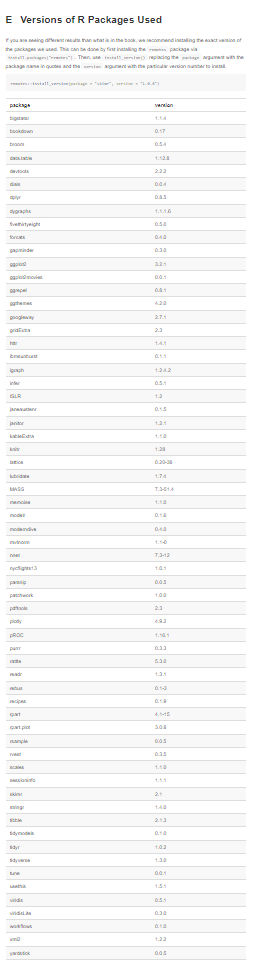 E Versions of R Packages Used
If you are seeing different results than what is in the book, we recommend installing the exact version of
the packages we used. This can be done by first installing the remotes package via
install.packages("remotes"). Then, use install_version() replacing the package argument with the
package name in quotes and the version argument with the particular version number to install.
remotes::install_version(package = "skimr", version = "1.0.6")
package version
bigstatsr
bookdown 0.17
broom 0.5.4
data.table 1.12.8
devtools 2.2.2
dials 0.0.4
dplyr 0.8.5
dygraphs 1.1.1.6
fivethirtyeight 0.5.0
forcats 0.4.0
gapminder 0.3.0
ggplot2 3.2.1
ggplot2movies 0.0.1
ggrepel 0.8.1
ggthemes 4.2.0
googleway 2.7.1
gridExtra 2.3
httr 1.4.1
0.1.1
igraph 1.2.4.2
infer 0.5.1
ISLR 1.2
janeaustenr 0.1.5
janitor 1.2.1
kableExtra 1.1.0
knitr 1.28
lattice 0.20-38
lubridate 1.7.4
MASS 7.3-51.4
memoise 1.1.0
modelr 0.1.6
moderndive 0.4.0
mvtnorm 1.1-0
nnet 7.3-12
nycflights13 1.0.1
parsnip 0.0.5
patchwork 1.0.0
pdftools 2.3
plotly 4.9.2
pROC 1.16.1
purrr 0.3.3
rattle 5.3.0
readr 1.3.1
rebus 0.1-3
recipes 0.1.9
rpart 4.1-15
rpart.plot 3.0.8
rsample 0.0.5
rvest 0.3.5
scales 1.1.0
sessioninfo 1.1.1
skimr 2.1
stringr 1.4.0
tibble 2.1.3
tidymodels 0.1.0
tidyr 1.0.2
tidyverse 1.3.0
tune 0.0.1
usethis 1.5.1
viridis 0.5.1
viridisLite 0.3.0
workflows 0.1.0
xml2 1.2.2
yardstick 0.0.5